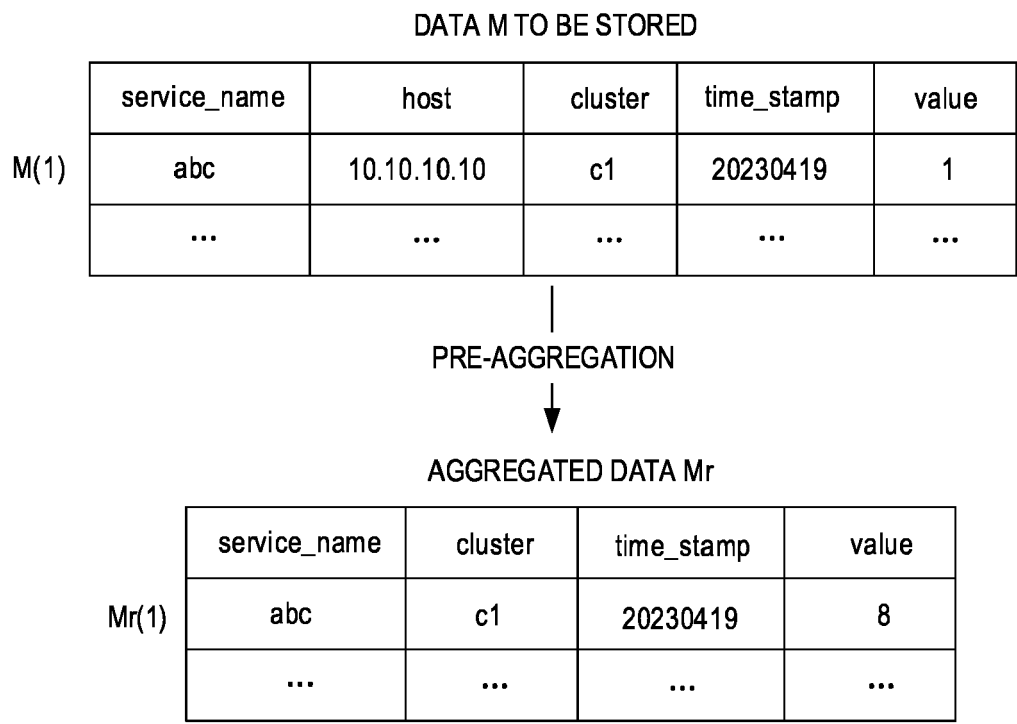 DATA M TO BE STORED
service_name host cluster time_stamp value
M(1) abc 10.10.10.10 c1 20230419 1
... ... ... ... ...
PRE-AGGREGATION
AGGREGATED DATA Mr
service_name cluster time_stamp value
Mr(1) abc c1 20230419 8
... ... ... ...